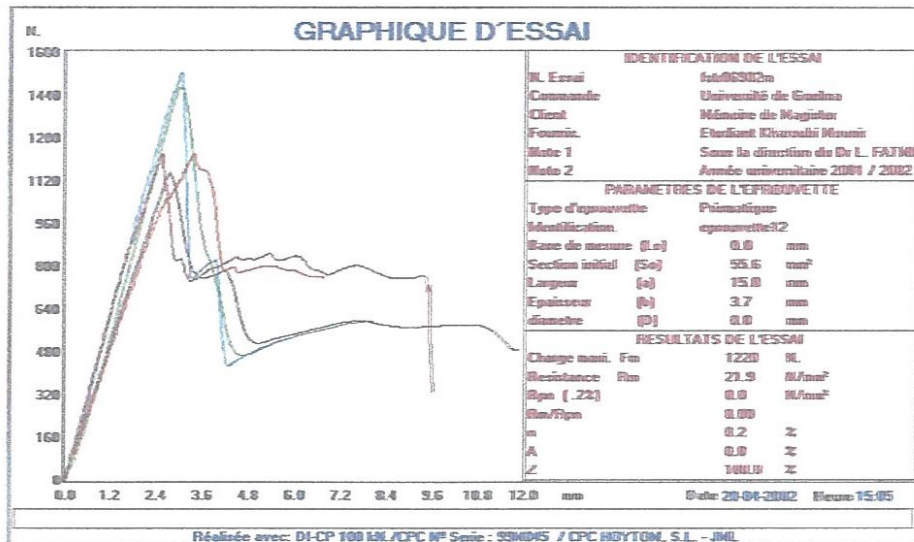 GRAPHIQUE D'ESSAI
N.
1600
1440
1280
1120
960
800
640
480
320
160
0
0.0 1.2 2.4 3.6 4.8 6.0 7.2 8.4 9.6 10.8 12.0 mm
IDENTIFICATION DE L'ESSAI
N. Essai
Commande Université de Guelma
Client Mémoire de Magister
Fournis. Etudiant Mounir
Note 1 Sous la direction du Dr L.
Note 2 Année universitaire 2001 / 2002
PARAMETRES DE L'EPROUVETTE
Type d'eprouvette Prismatique
Identification eprouvette12
Base de mesure (Lo) 0.0 mm
Section initial (So) 55.6 mm²
Largeur (a) 15.0 mm
Epaisseur (b) 3.7 mm
diametre (D) 0.0 mm
RESULTATS DE L'ESSAI
Charge maxi. Fm 1220 N.
Resistance Rm 21.9 N/mm²
Rpn ( .2%) 0.0 N/mm²
Rm/Rpn 0.00
0.2 %
A 0.0 %
Z 100.0 %
Date 20-04-2002 Heure 15:05
Réalisée avec: DI-CP 100 kN./CPC Nº Serie : / CPC HOYTOM, S.L. -